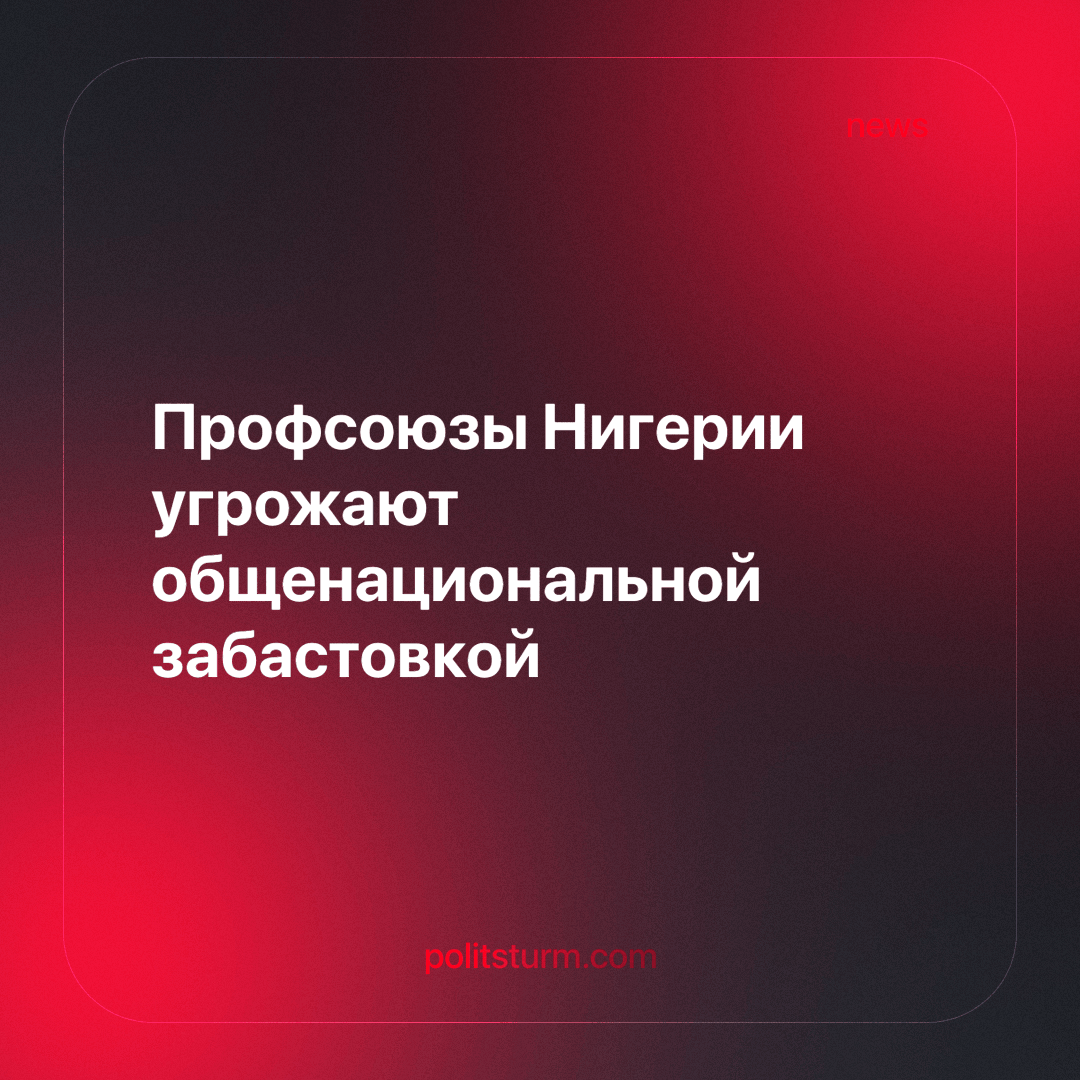 news
Профсоюзы Нигерии
угрожают
общенациональной
забастовкой
politsturm.com